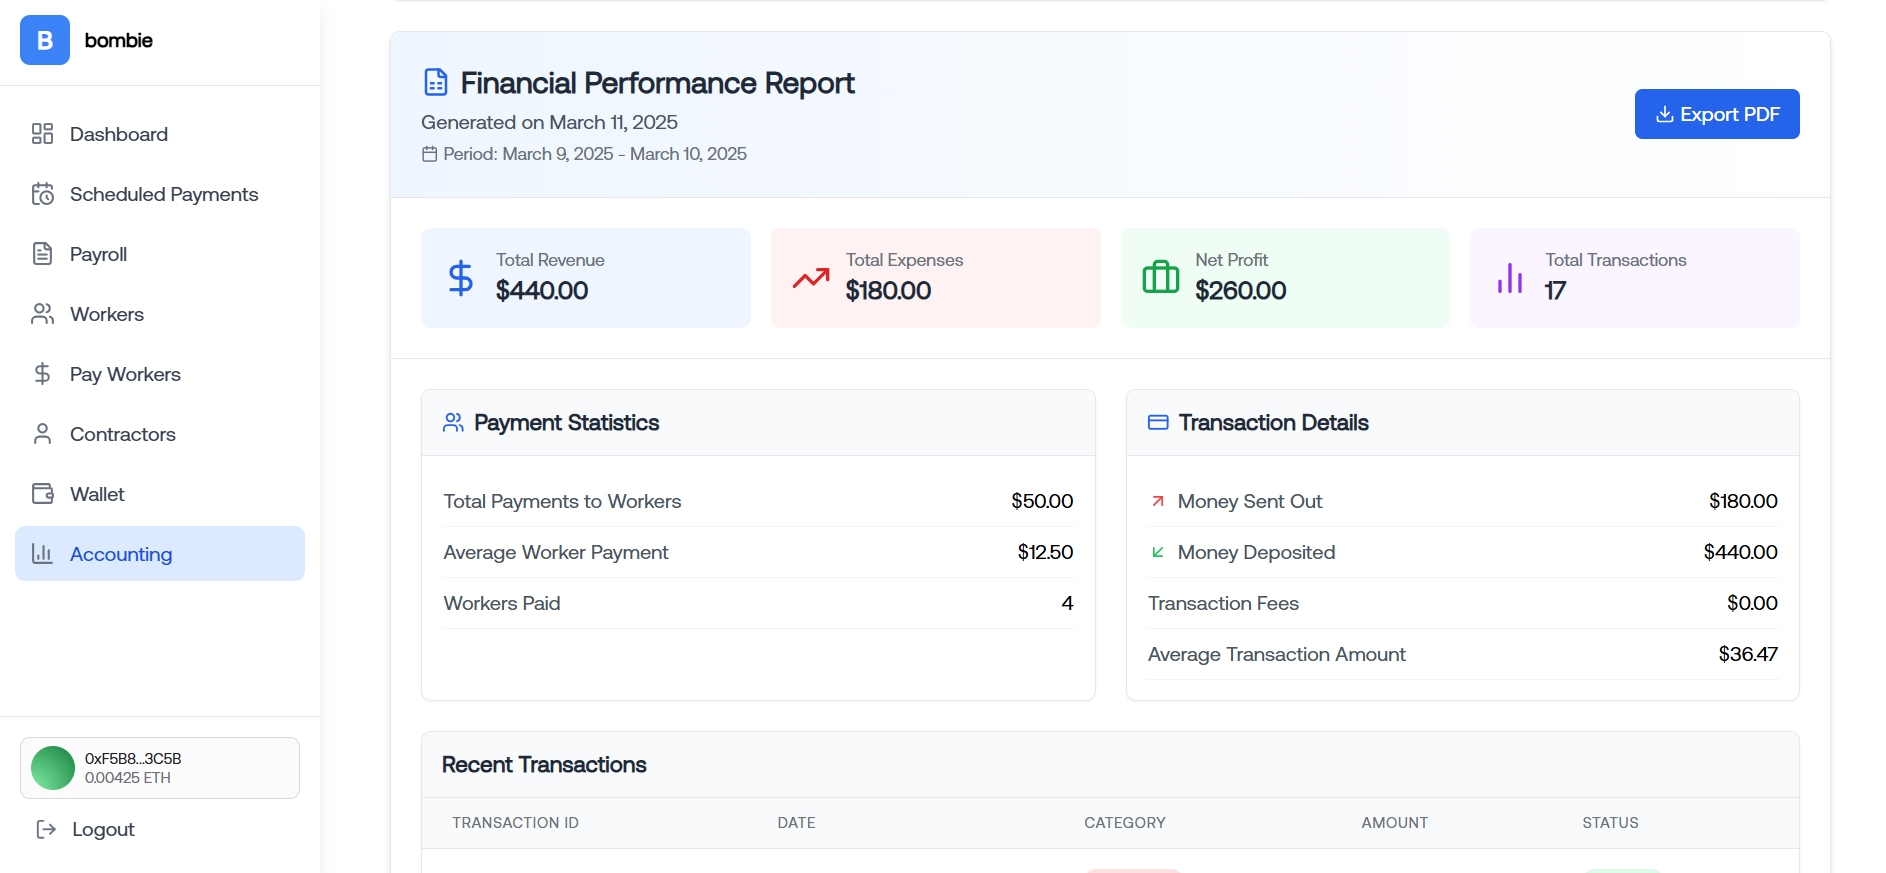 B
bombie
Dashboard
Scheduled Payments
Payroll
Workers
Pay Workers
Contractors
Wallet
Accounting
0xF5B8...3C5B
0.00425 ETH
Logout
Financial Performance Report
Generated on March 11, 2025
Period: March 9, 2025 - March 10, 2025
Export PDF
Total Revenue
$440.00
Total Expenses
$180.00
Net Profit
$260.00
Total Transactions
17
Payment Statistics
Total Payments to Workers $50.00
Average Worker Payment $12.50
Workers Paid 4
Transaction Details
Money Sent Out $180.00
Money Deposited $440.00
Transaction Fees $0.00
Average Transaction Amount $36.47
Recent Transactions
TRANSACTION ID DATE CATEGORY AMOUNT STATUS